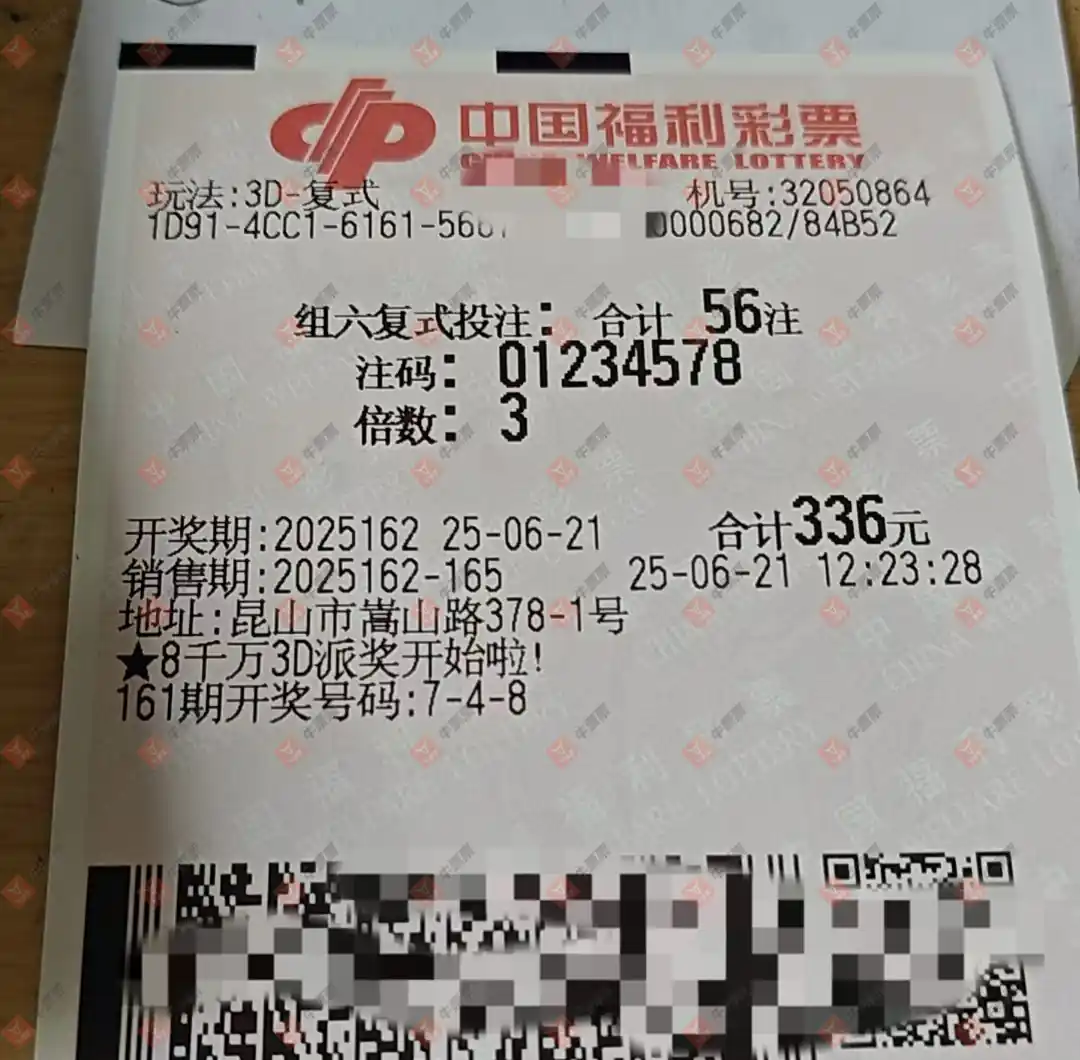 中国福利彩票
WELFARE LOTTERY
玩法:3D-复式 机号:32050864
1D91-4CC1-6161-566 0000682/84B52
组六复式投注: 合计 56注
注码: 01234578
倍数: 3
开奖期:2025162 25-06-21 合计336元
销售期:2025162-165 25-06-21 12:23:28
地址:昆山市嵩山路378-1号
★8千万3D派奖开始啦!
161期开奖号码:7-4-8